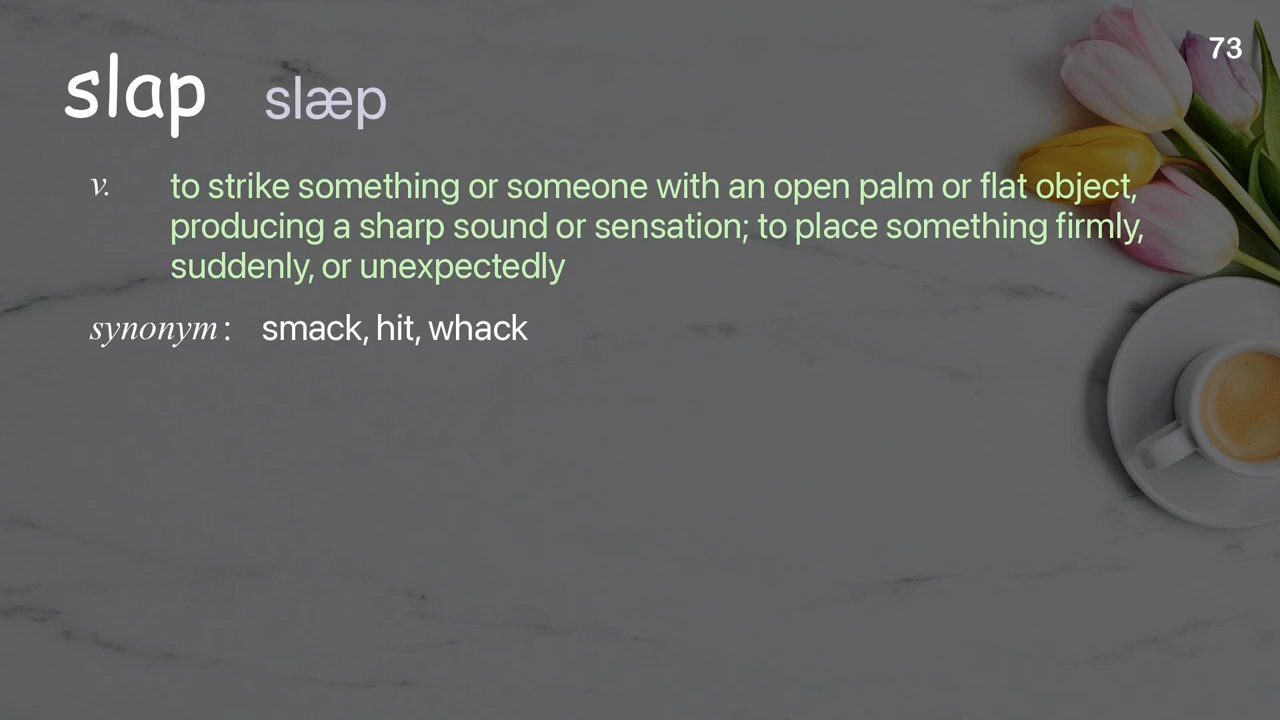 73
slap slæp
v. to strike something or someone with an open palm or flat object,
producing a sharp sound or sensation; to place something firmly,
suddenly, or unexpectedly
synonym: smack, hit, whack